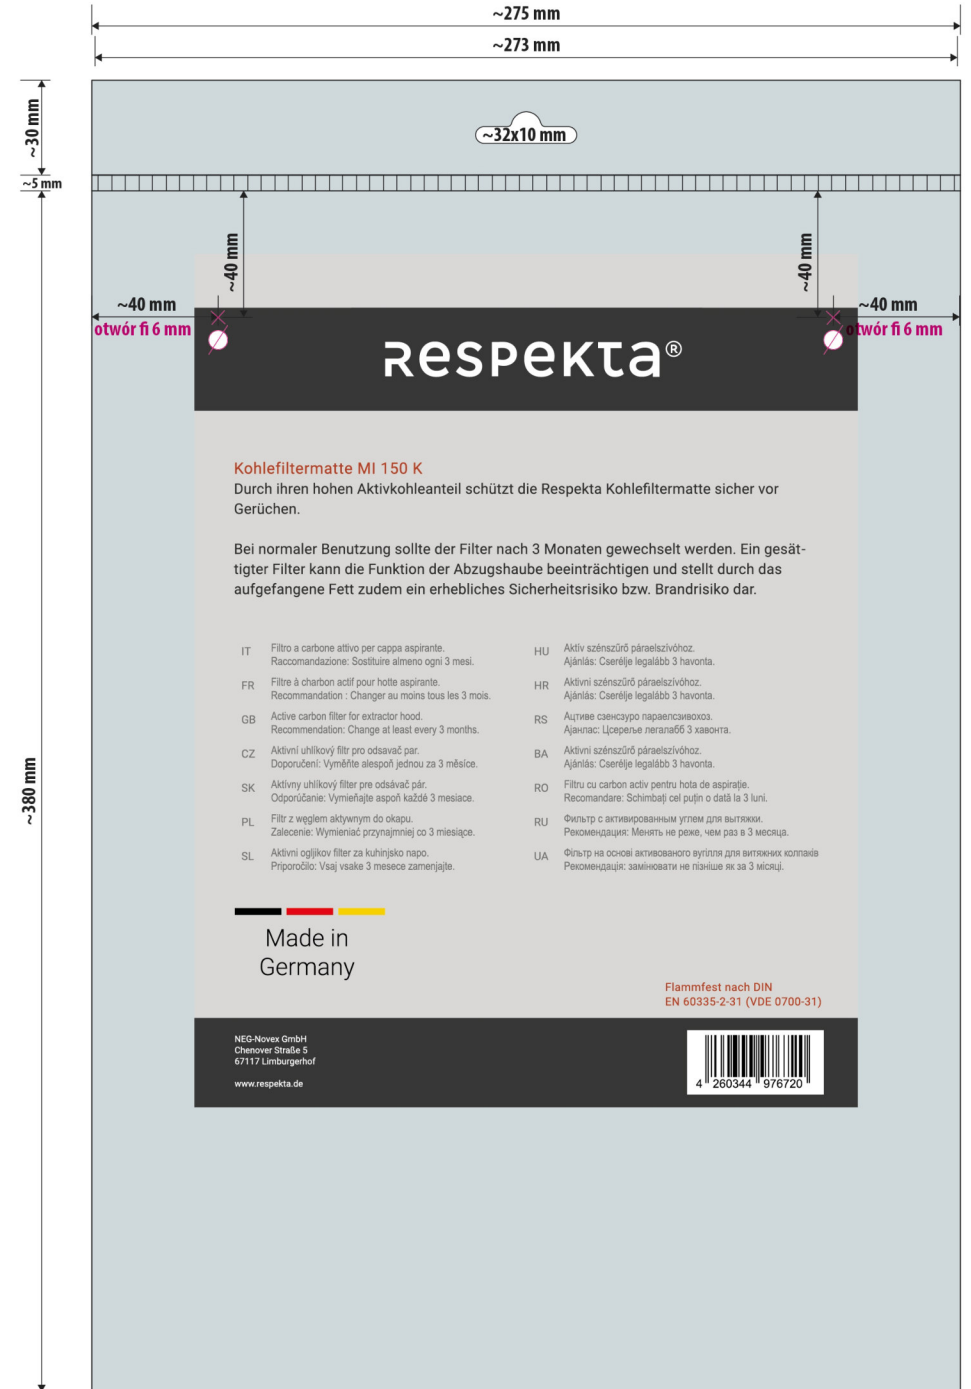 ~275 mm
~273 mm
~30 mm
~32x10 mm
~5 mm
~40 mm
~40 mm
~40 mm
~40 mm
otwór fi 6 mm
otwór fi 6 mm
Respekta®
Kohlefiltermatte MI 150 K
Durch ihren hohen Aktivkohleanteil schützt die Respekta Kohlefiltermatte sicher vor
Gerüchen.
Bei normaler Benutzung sollte der Filter nach 3 Monaten gewechselt werden. Ein gesät-
tigter Filter kann die Funktion der Abzugshaube beeinträchtigen und stellt durch das
aufgefangene Fett zudem ein erhebliches Sicherheitsrisiko bzw. Brandrisiko dar.
IT Filtro a carbone attivo per cappa aspirante.
Raccomandazione: Sostituire almeno ogni 3 mesi.
FR Filtre à charbon actif pour hotte aspirante.
Recommandation : Changer au moins tous les 3 mois.
GB Active carbon filter for extractor hood.
Recommendation: Change at least every 3 months.
CZ Aktivní uhlíkový filtr pro odsavač par.
Doporučení: Vyměňte alespoň jednou za 3 měsíce.
SK Aktívny uhlíkový filter pre odsávač pár.
Odporúčanie: Vymieňajte aspoň každé 3 mesiace.
PL Filtr z węglem aktywnym do okapu.
Zalecenie: Wymieniać przynajmniej co 3 miesiące.
SL Aktivni ogljikov filter za kuhinjsko napo.
Priporočilo: Vsaj vsake 3 mesece zamenjajte.
HU Aktív szénszűrő páraelszívóhoz.
Ajánlás: Cserélje legalább 3 havonta.
HR Aktivni szénszűrő páraelszívóhoz.
Ajánlás: Cserélje legalább 3 havonta.
RS Ацтиве сзенсзуро параелсзивохоз.
Ајанлас: Цсереље легалабб 3 хавонта.
BA Aktivni szénszűrő páraelszívóhoz.
Ajánlás: Cserélje legalább 3 havonta.
RO Filtru cu carbon activ pentru hota de aspirație.
Recomandare: Schimbați cel puțin o dată la 3 luni.
RU Фильтр с активированным углем для вытяжки.
Рекомендация: Менять не реже, чем раз в 3 месяца.
UA Фільтр на основі активованого вугілля для витяжних колпаків
Рекомендація: замінювати не пізніше як за 3 місяці.
~380 mm
Made in
Germany
Flammfest nach DIN
EN 60335-2-31 (VDE 0700-31)
NEG-Novex GmbH
Chenover Straße 5
67117 Limburgerhof
www.respekta.de
4 260344 976720